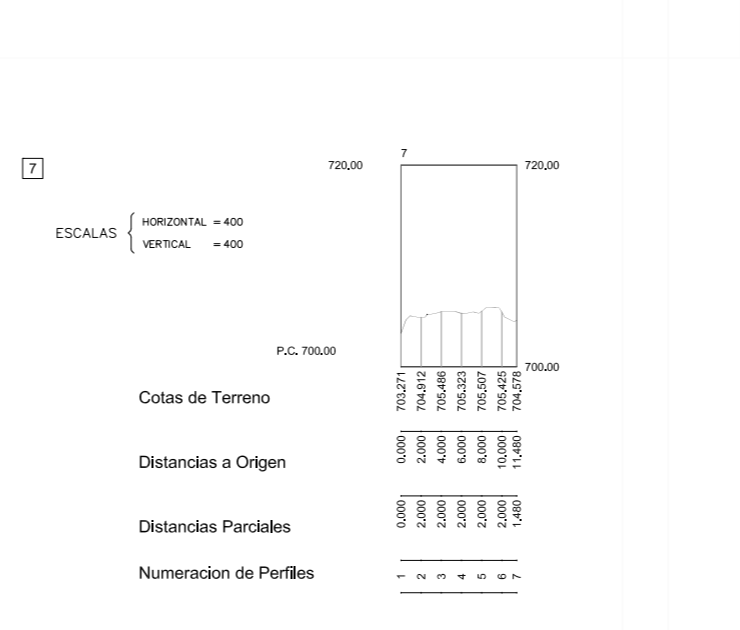 7
7
720.00
720.00
ESCALAS
HORIZONTAL = 400
VERTICAL = 400
P.C. 700.00
700.00
Cotas de Terreno
703.271 704.912 705.486 705.323 705.507 705.425 704.578
Distancias a Origen
0.000 2.000 4.000 6.000 8.000 10.000 11.480
Distancias Parciales
0.000 2.000 2.000 2.000 2.000 2.000 1.480
Numeracion de Perfiles
1 2 3 4 5 6 7